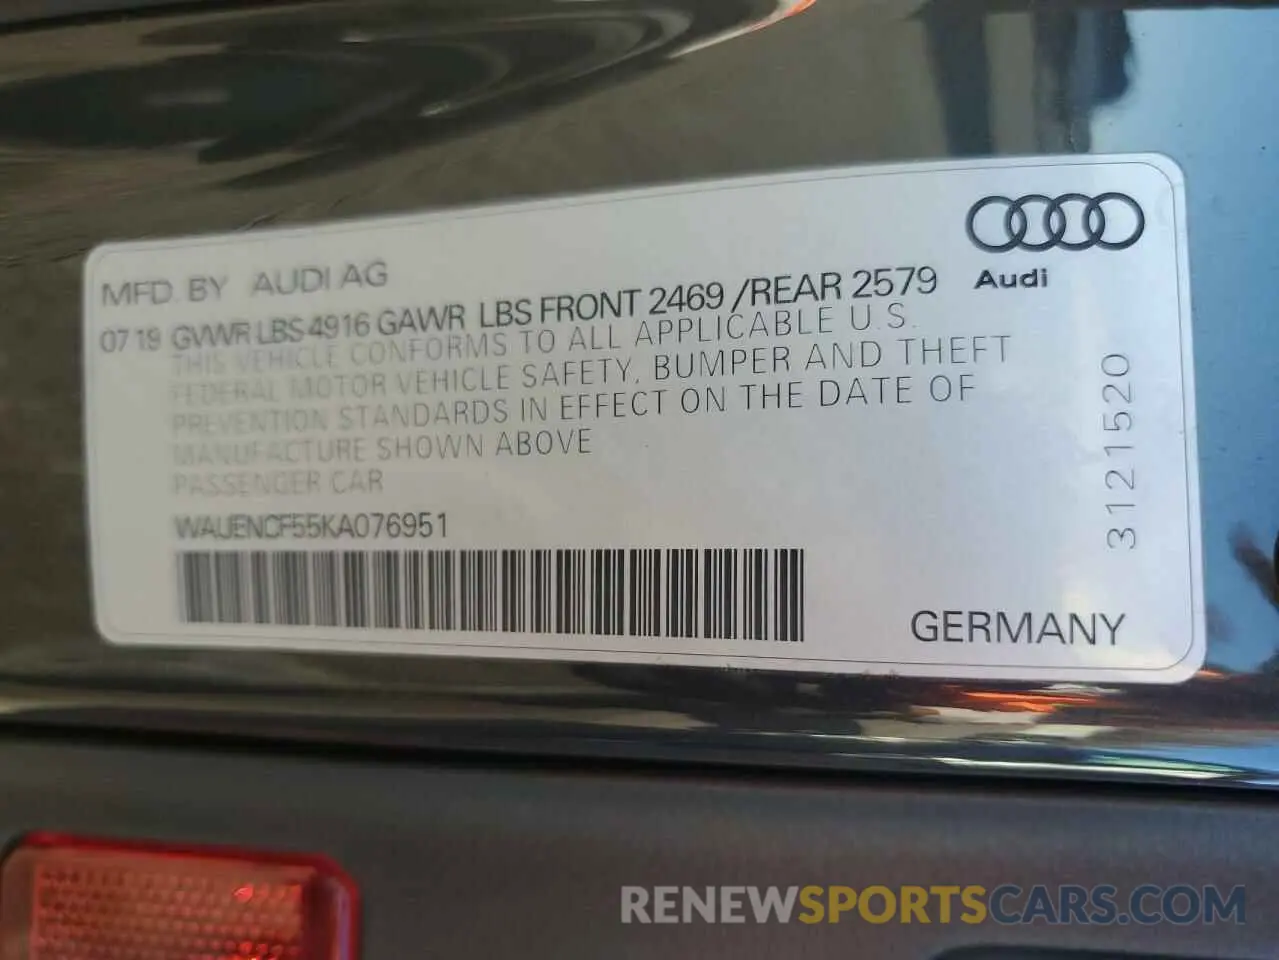 MFD. BY AUDI AG
07 19 GVWR LBS 4916 GAWR LBS FRONT 2469 /REAR 2579
THIS VEHICLE CONFORMS TO ALL APPLICABLE U.S.
FEDERAL MOTOR VEHICLE SAFETY, BUMPER AND THEFT
PREVENTION STANDARDS IN EFFECT ON THE DATE OF
MANUFACTURE SHOWN ABOVE
PASSENGER CAR
WAUENCF55KA076951
Audi
3121520
GERMANY
RENEWSPORTSCARS.COM